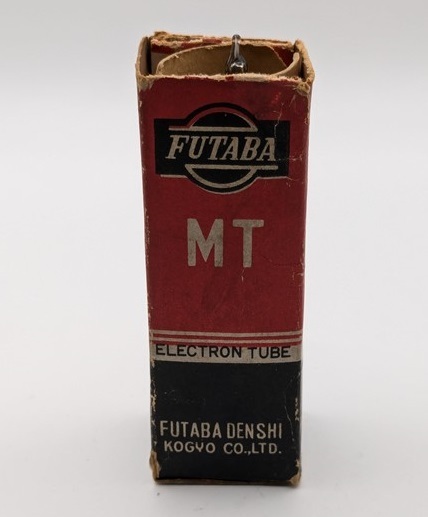 FUTABA
MT
ELECTRON TUBE
FUTABA DENSHI
KOGYO CO.,LTD.